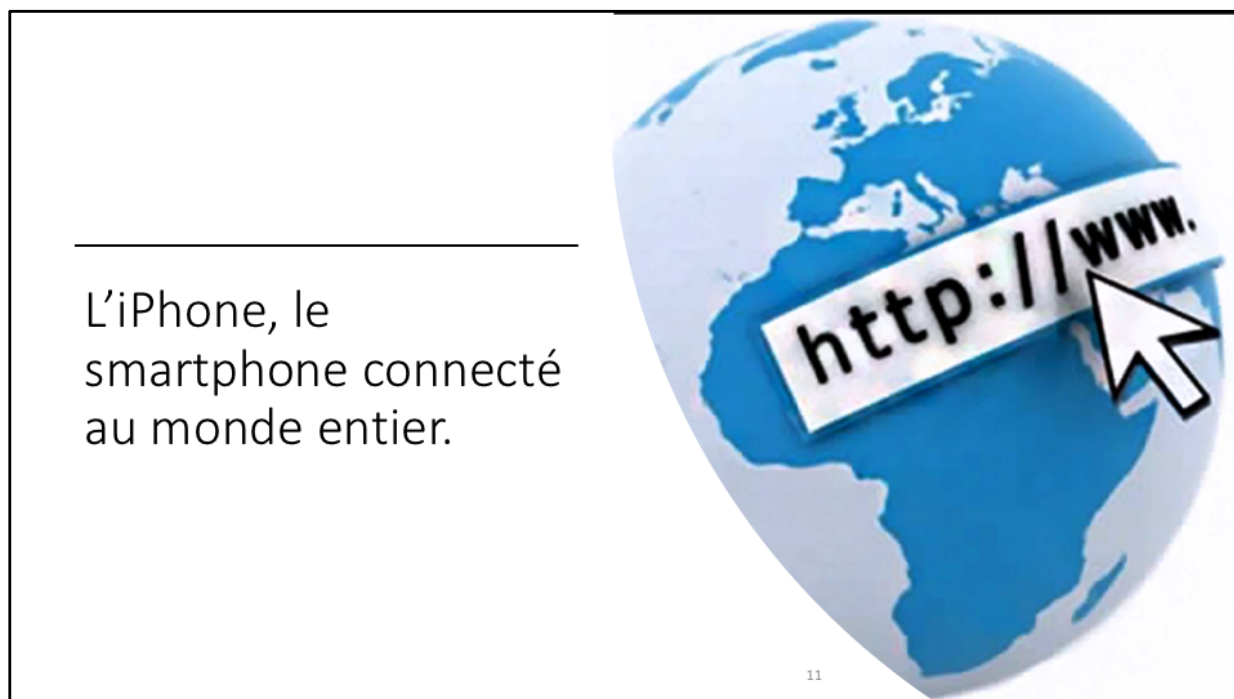 L’iPhone, le
smartphone connecté
au monde entier.
http://www.
11